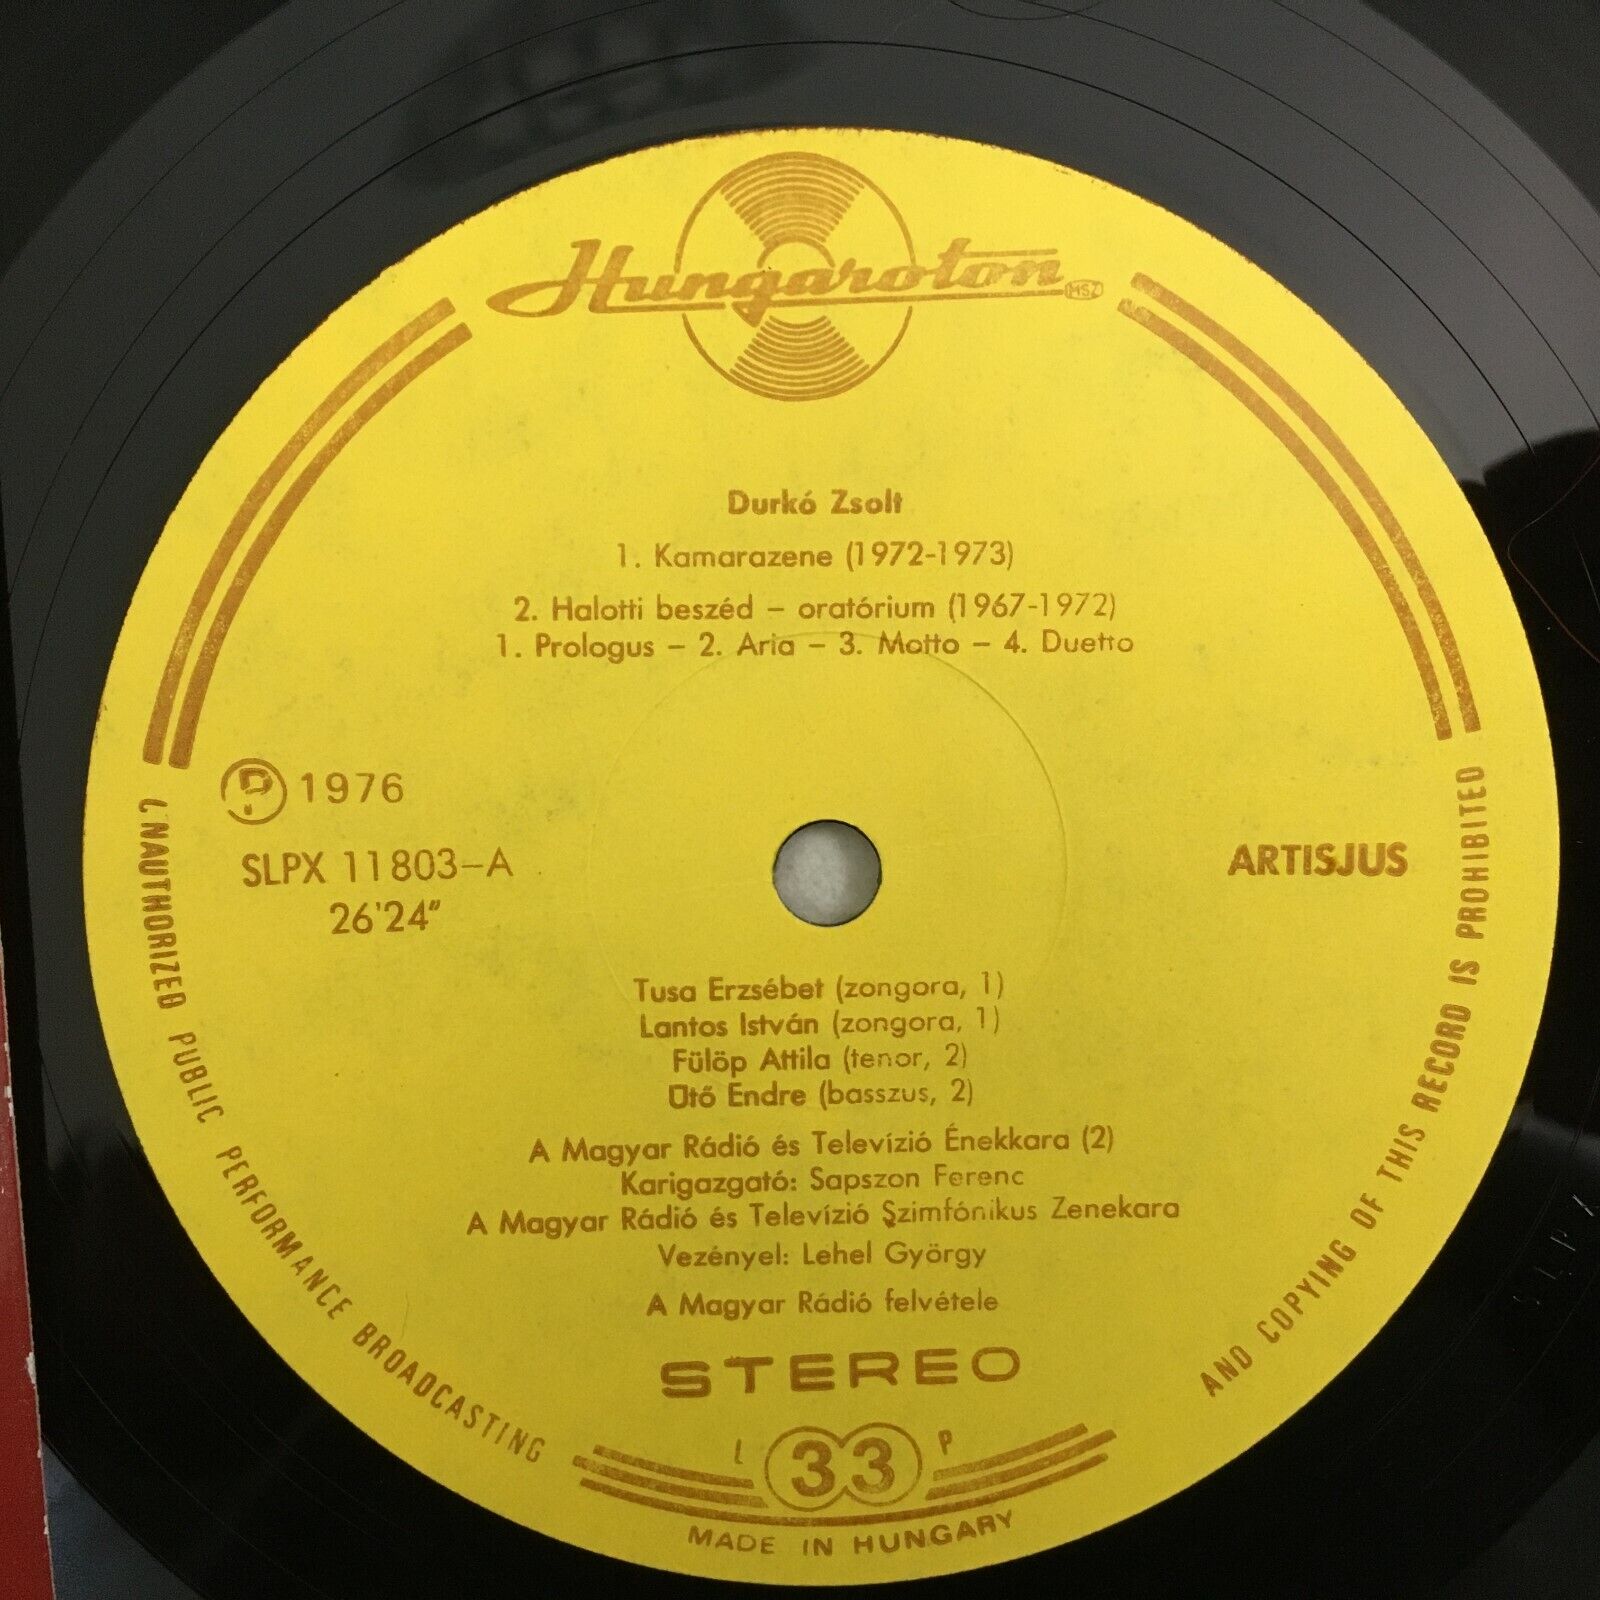 Hungaroton MSZ
Durkó Zsolt
1. Kamarazene (1972-1973)
2. Halotti beszéd – oratórium (1967-1972)
1. Prologus – 2. Aria – 3. Motto – 4. Duetto
P 1976
SLPX 11803–A
26'24"
ARTISJUS
Tusa Erzsébet (zongora, 1)
Lantos István (zongora, 1)
Fülöp Attila (tenor, 2)
Ütő Endre (basszus, 2)
A Magyar Rádió és Televízió Énekkara (2)
Karigazgató: Sapszon Ferenc
A Magyar Rádió és Televízió Szimfónikus Zenekara
Vezényel: Lehel György
A Magyar Rádió felvétele
STEREO
L 33 P
MADE IN HUNGARY
UNAUTHORIZED PUBLIC PERFORMANCE BROADCASTING
AND COPYING OF THIS RECORD IS PROHIBITED
SLPX